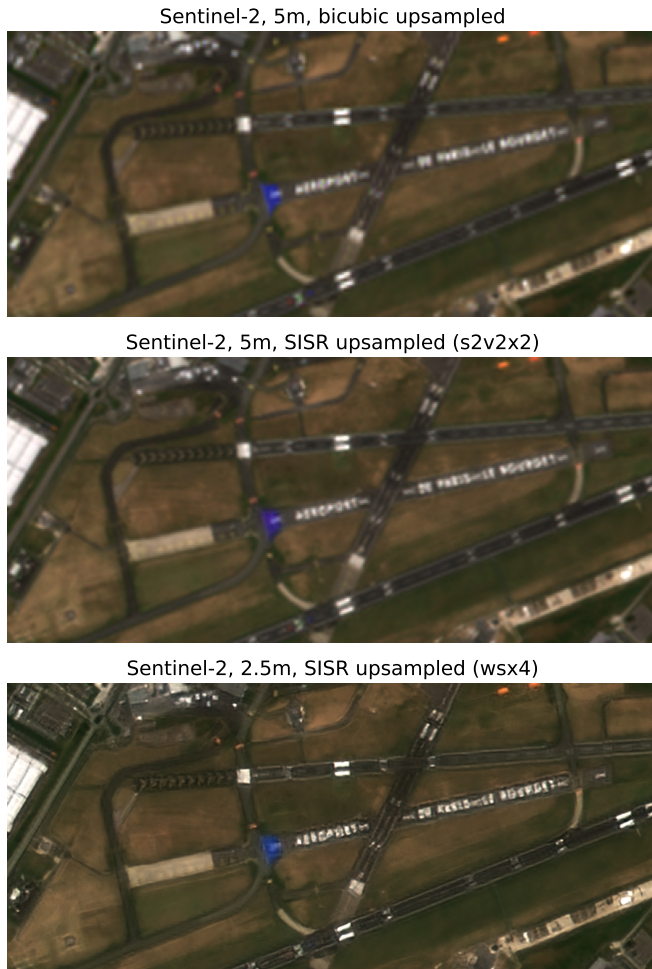 Sentinel-2, 5m, bicubic upsampled
AEROPORT DE PARIS LE BOURGET
Sentinel-2, 5m, SISR upsampled (s2v2x2)
AEROPORT DE PARIS LE BOURGET
Sentinel-2, 2.5m, SISR upsampled (wsx4)